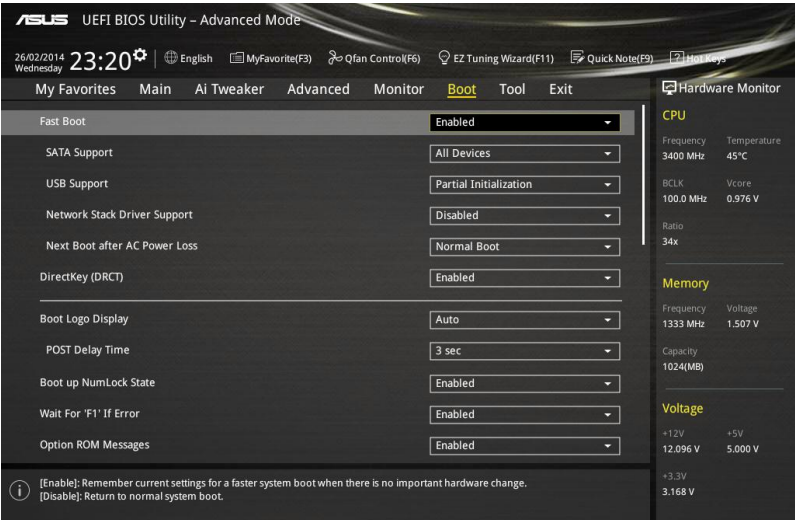 ASUS UEFI BIOS Utility – Advanced Mode
26/02/2014 Wednesday 23:20 English MyFavorite(F3) Qfan Control(F6) EZ Tuning Wizard(F11) Quick Note(F9) ? Hot Keys
My Favorites Main Ai Tweaker Advanced Monitor Boot Tool Exit
Fast Boot Enabled
SATA Support All Devices
USB Support Partial Initialization
Network Stack Driver Support Disabled
Next Boot after AC Power Loss Normal Boot
DirectKey (DRCT) Enabled
Boot Logo Display Auto
POST Delay Time 3 sec
Boot up NumLock State Enabled
Wait For 'F1' If Error Enabled
Option ROM Messages Enabled
[Enable]: Remember current settings for a faster system boot when there is no important hardware change.
[Disable]: Return to normal system boot.
Hardware Monitor
CPU
Frequency Temperature
3400 MHz 45°C
BCLK Vcore
100.0 MHz 0.976 V
Ratio
34x
Memory
Frequency Voltage
1333 MHz 1.507 V
Capacity
1024(MB)
Voltage
+12V +5V
12.096 V 5.000 V
+3.3V
3.168 V